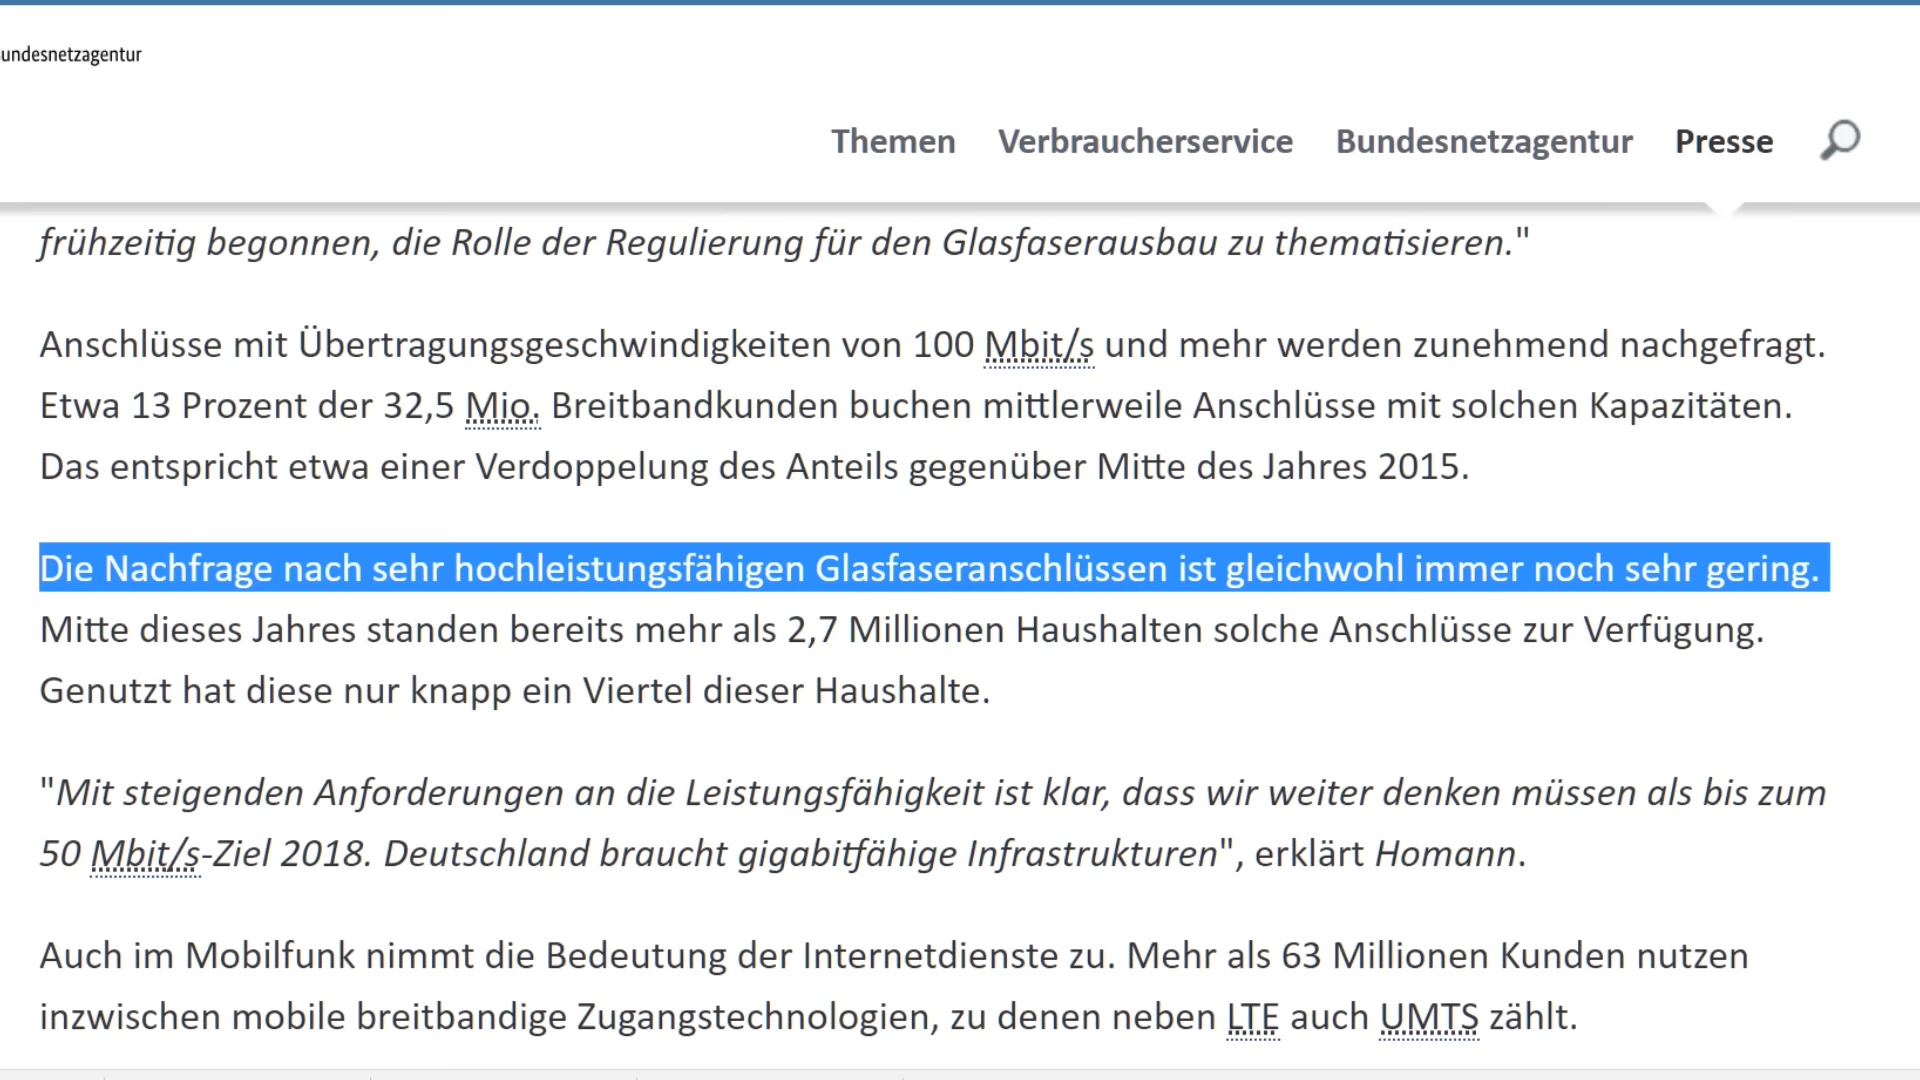 undesnetzagentur
Themen Verbraucherservice Bundesnetzagentur Presse
frühzeitig begonnen, die Rolle der Regulierung für den Glasfaserausbau zu thematisieren."
Anschlüsse mit Übertragungsgeschwindigkeiten von 100 Mbit/s und mehr werden zunehmend nachgefragt.
Etwa 13 Prozent der 32,5 Mio. Breitbandkunden buchen mittlerweile Anschlüsse mit solchen Kapazitäten.
Das entspricht etwa einer Verdoppelung des Anteils gegenüber Mitte des Jahres 2015.
Die Nachfrage nach sehr hochleistungsfähigen Glasfaseranschlüssen ist gleichwohl immer noch sehr gering.
Mitte dieses Jahres standen bereits mehr als 2,7 Millionen Haushalten solche Anschlüsse zur Verfügung.
Genutzt hat diese nur knapp ein Viertel dieser Haushalte.
"Mit steigenden Anforderungen an die Leistungsfähigkeit ist klar, dass wir weiter denken müssen als bis zum
50 Mbit/s-Ziel 2018. Deutschland braucht gigabitfähige Infrastrukturen", erklärt Homann.
Auch im Mobilfunk nimmt die Bedeutung der Internetdienste zu. Mehr als 63 Millionen Kunden nutzen
inzwischen mobile breitbandige Zugangstechnologien, zu denen neben LTE auch UMTS zählt.